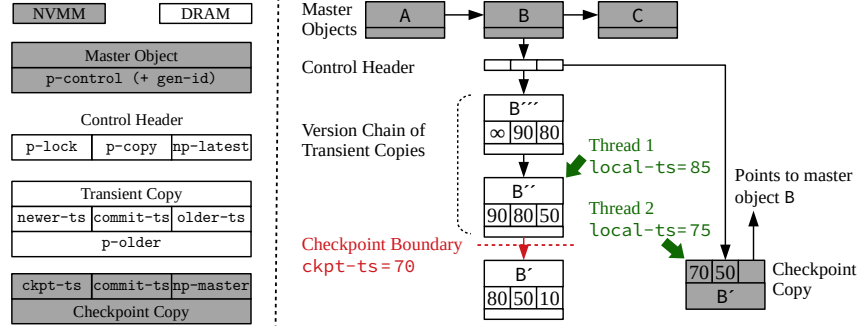 NVMM
DRAM
Master Object
p-control (+ gen-id)
Control Header
p-lock
p-copy
np-latest
Transient Copy
newer-ts
commit-ts
older-ts
p-older
ckpt-ts
commit-ts
np-master
Checkpoint Copy
Master
Objects
A
B
C
Control Header
Version Chain of
Transient Copies
B´´´
∞ 90 80
B´´
90 80 50
Thread 1
local-ts=85
Thread 2
local-ts=75
Points to master
object B
Checkpoint Boundary
ckpt-ts=70
B´
80 50 10
70 50
B´
Checkpoint
Copy